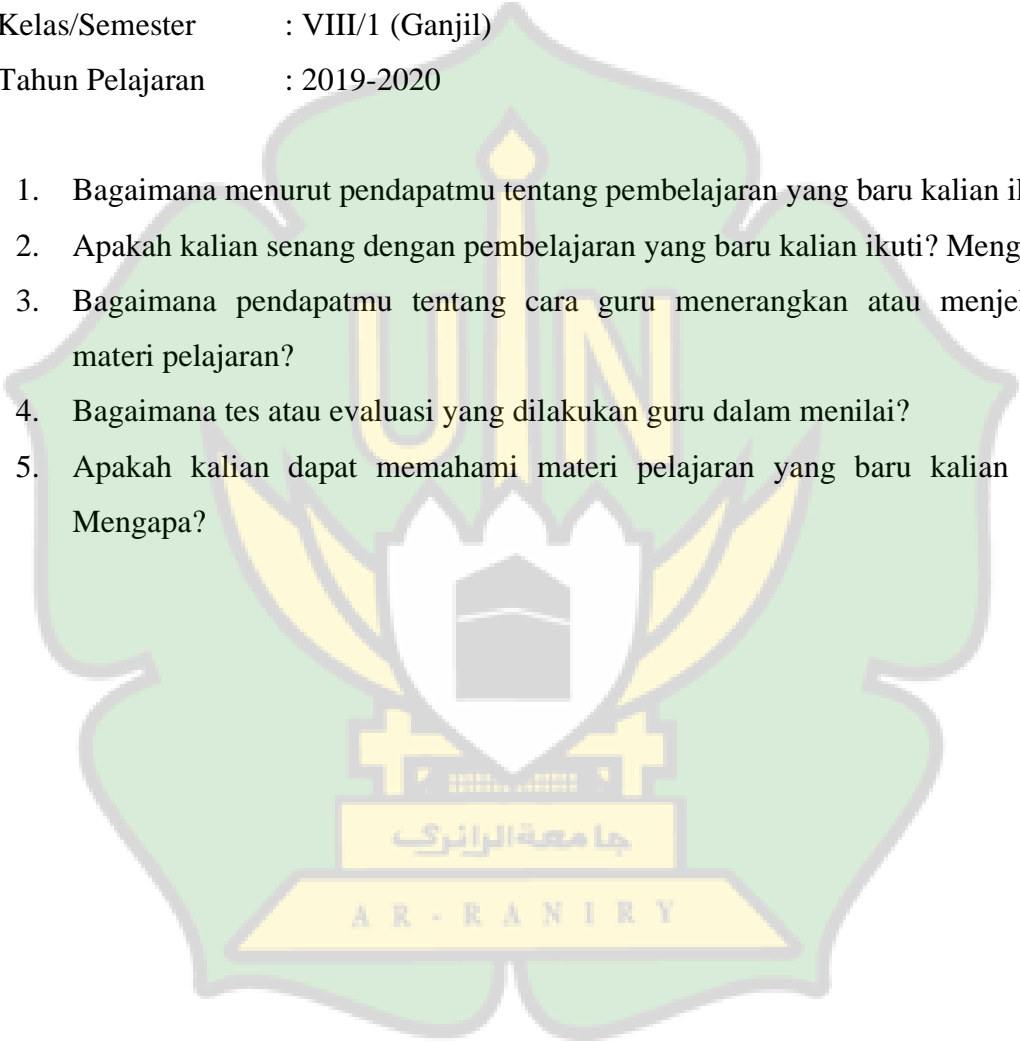 Kelas/Semester : VIII/1 (Ganjil)
Tahun Pelajaran : 2019-2020
1. Bagaimana menurut pendapatmu tentang pembelajaran yang baru kalian
2. Apakah kalian senang dengan pembelajaran yang baru kalian ikuti?
3. Bagaimana pendapatmu tentang cara guru menerangkan atau
materi pelajaran?
4. Bagaimana tes atau evaluasi yang dilakukan guru dalam menilai?
5. Apakah kalian dapat memahami materi pelajaran yang baru kalian
Mengapa?
UIN
جامعة الرانري
AR-RANIRY